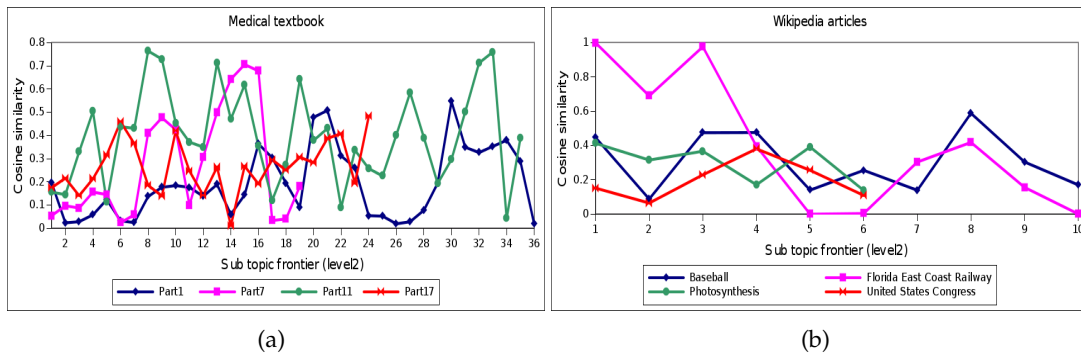 Medical textbook
Cosine similarity
0.8
0.7
0.6
0.5
0.4
0.3
0.2
0.1
0
2 4 6 8 10 12 14 16 18 20 22 24 26 28 30 32 34 36
Sub topic frontier (level2)
Part1 Part7 Part11 Part17
(a)
Wikipedia articles
Cosine similarity
1
0.8
0.6
0.4
0.2
0
1 2 3 4 5 6 7 8 9 10
Sub topic frontier (level2)
Baseball Florida East Coast Railway
Photosynthesis United States Congress
(b)